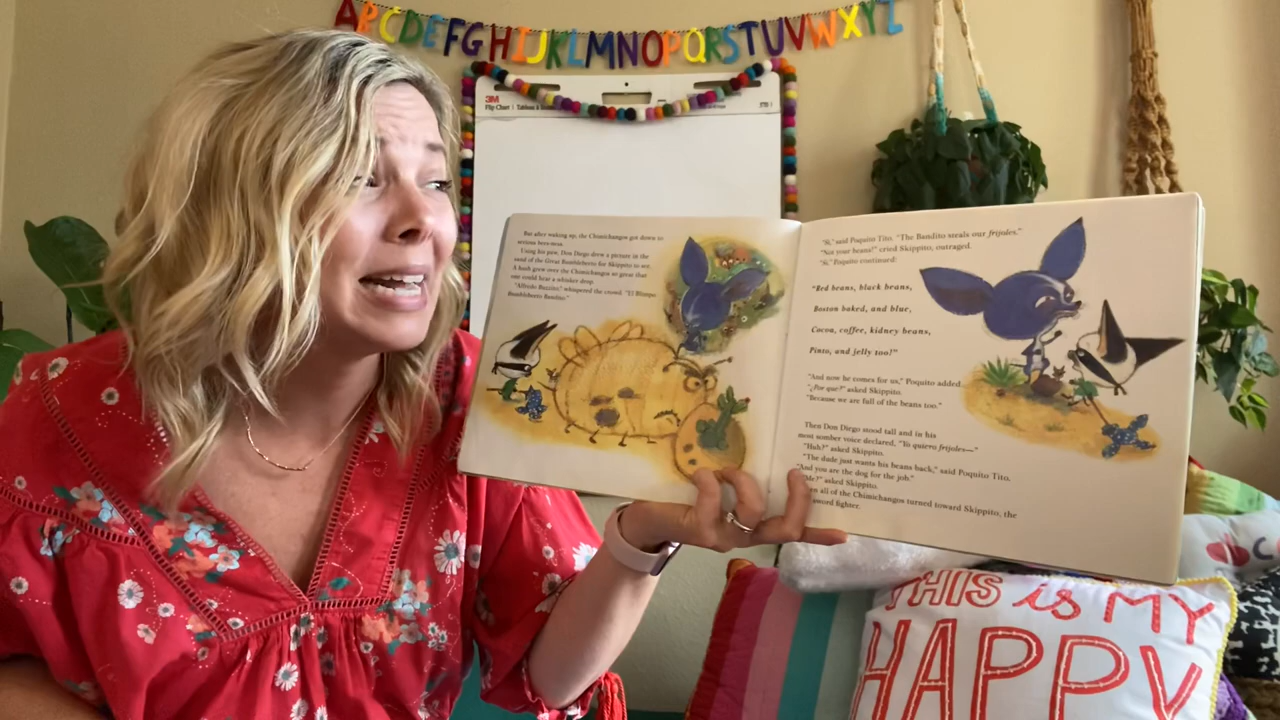 ABCDEFGHIJKLMNOPQRSTUVWXYZ
3M
Flip Chart
But after waking up, the Chimichangos got down to
serious bees-ness.
Using his paw, Don Diego drew a picture in the
sand of the Great Bumblebeeto for Skippito to see.
A hush grew over the Chimichangos so great that
one could hear a whisker drop.
"Alfredo Buzzito," whispered the crowd. "El Blimpo
Bumblebeeto Bandito."
"Sí," said Poquito Tito. "The Bandito steals our frijoles."
"Not your beans!" cried Skippito, outraged.
"Sí," Poquito continued:
"Red beans, black beans,
Boston baked, and blue,
Cocoa, coffee, kidney beans,
Pinto, and jelly too!"
"And now he comes for us," Poquito added.
"¿Por que?" asked Skippito.
"Because we are full of the beans too."
Then Don Diego stood tall and in his
most somber voice declared, "Yo quiero frijoles—"
"Huh?" asked Skippito.
"The dude just wants his beans back," said Poquito Tito.
"And you are the dog for the job."
"Me?" asked Skippito.
all of the Chimichangos turned toward Skippito, the
sword fighter.
THIS is MY
HAPPY